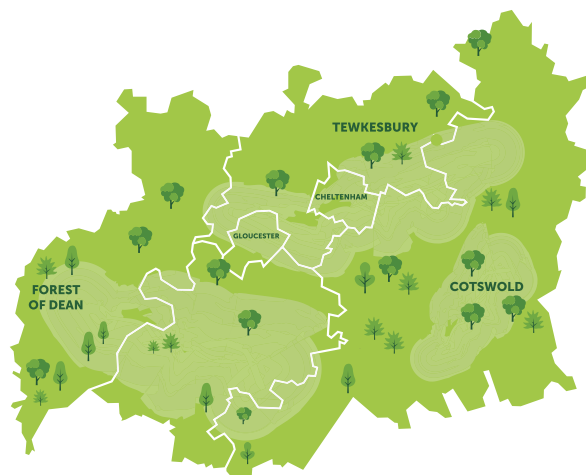 TEWKESBURY
CHELTENHAM
GLOUCESTER
FOREST
OF DEAN
COTSWOLD